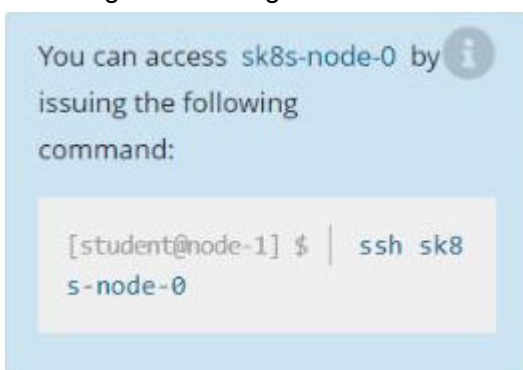 You can access sk8s-node-0 by
issuing the following
command:
[student@node-1] $ | ssh sk8
s-node-0